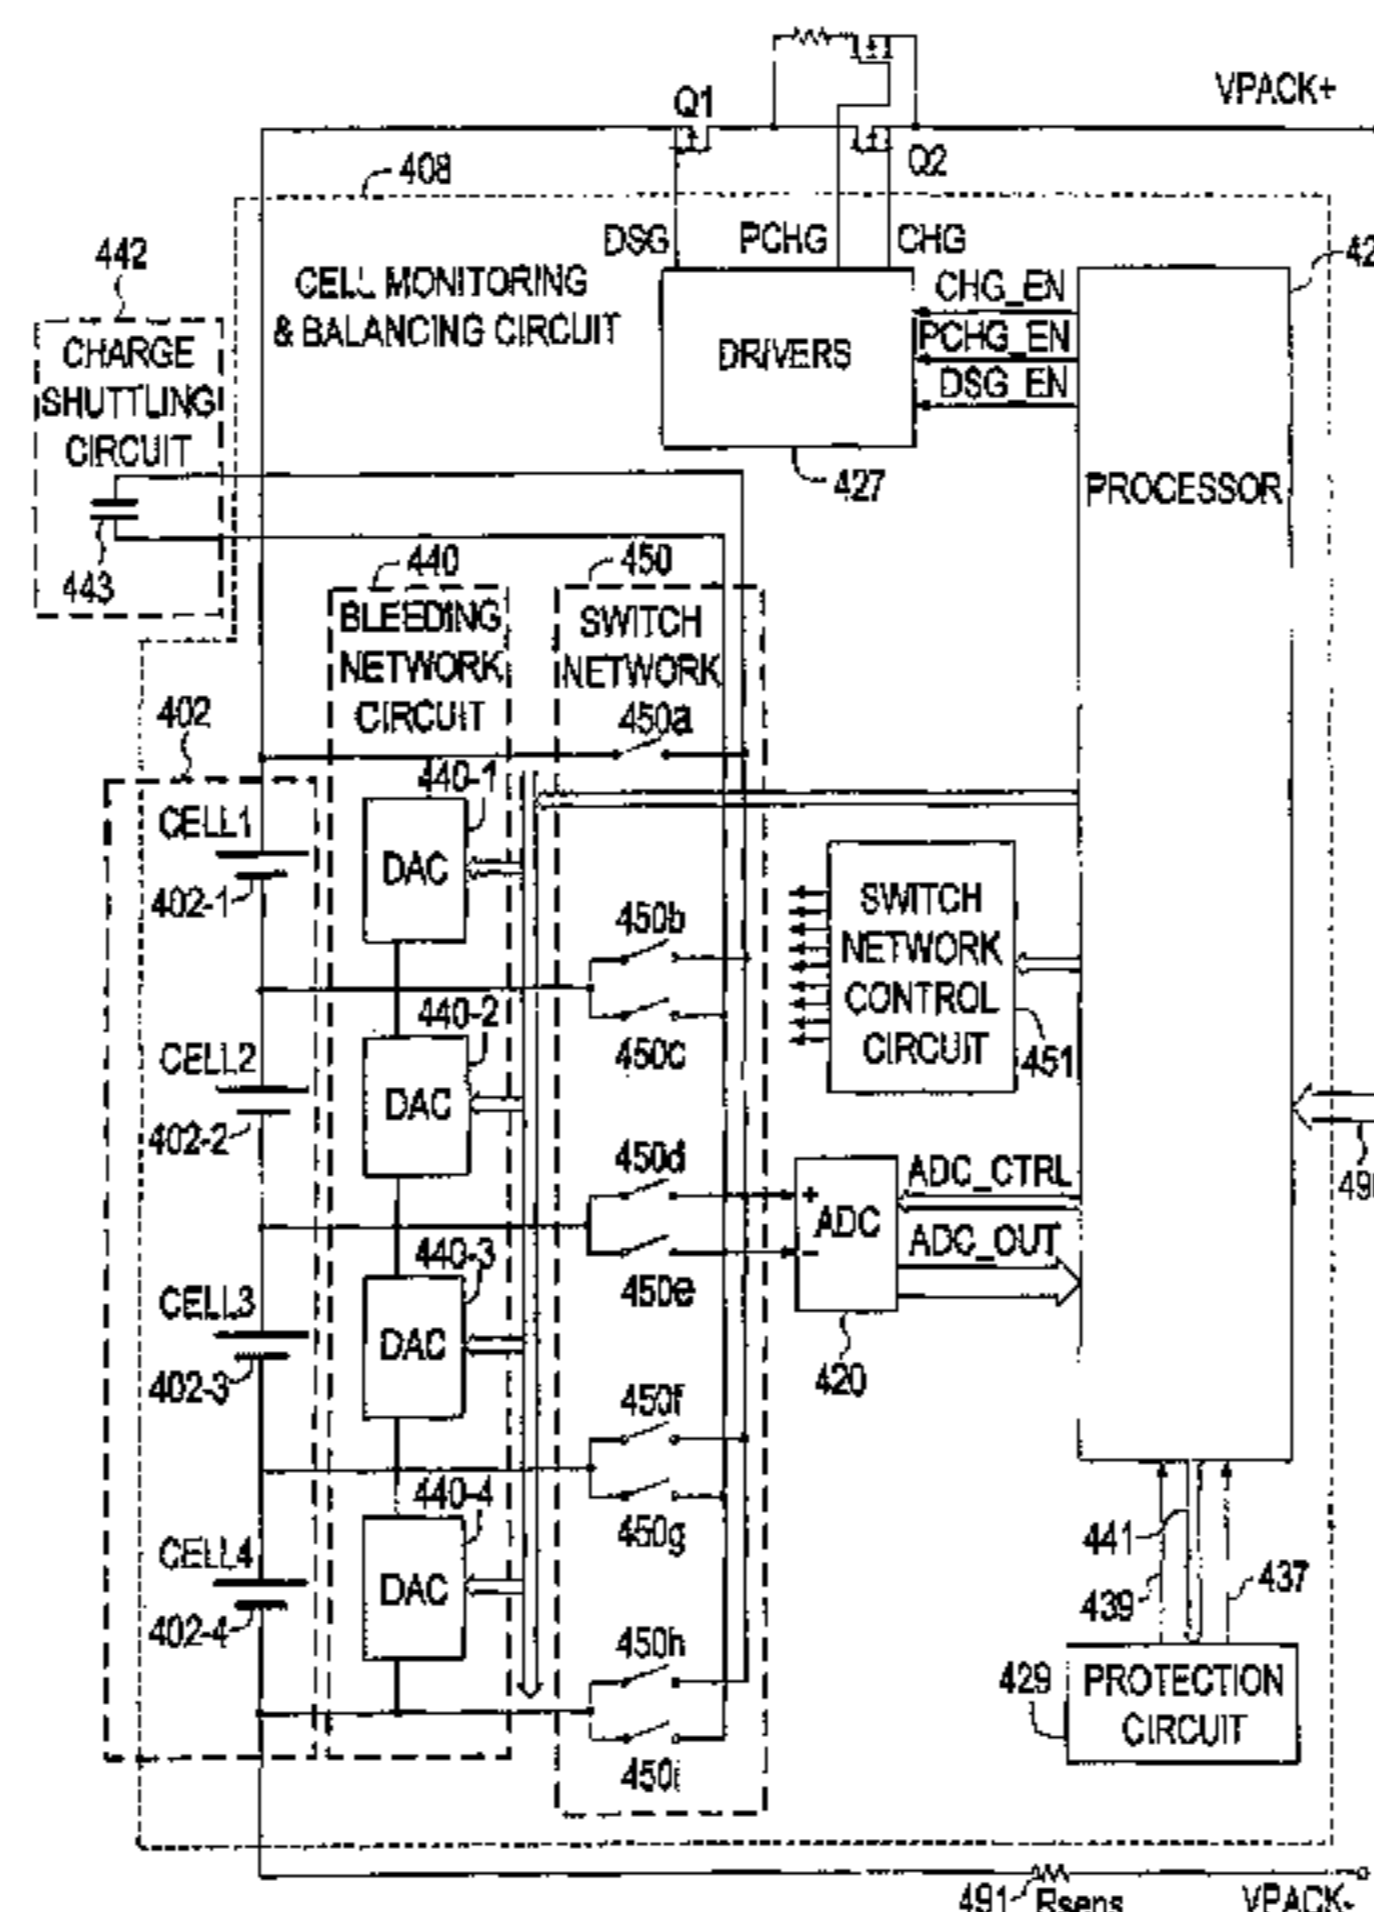 Q1
VPACK+
Q2
408
DSG
PCHG
CHG
442
CELL MONITORING
& BALANCING CIRCUIT
CHARGE
SHUTTLING
CIRCUIT
443
DRIVERS
CHG_EN
PCHG_EN
DSG_EN
427
PROCESSOR
440
BLEEDING
NETWORK
CIRCUIT
450
SWITCH
NETWORK
450a
402
440-1
CELL1
402-1
DAC
450b
450c
SWITCH
NETWORK
CONTROL
CIRCUIT
451
440-2
CELL2
402-2
DAC
450d
450e
ADC_CTRL
+
ADC
-
ADC_OUT
420
440-3
CELL3
402-3
DAC
450f
450g
440-4
CELL4
402-4
DAC
450h
450i
441
439
437
429
PROTECTION
CIRCUIT
491
Rsens
VPACK-